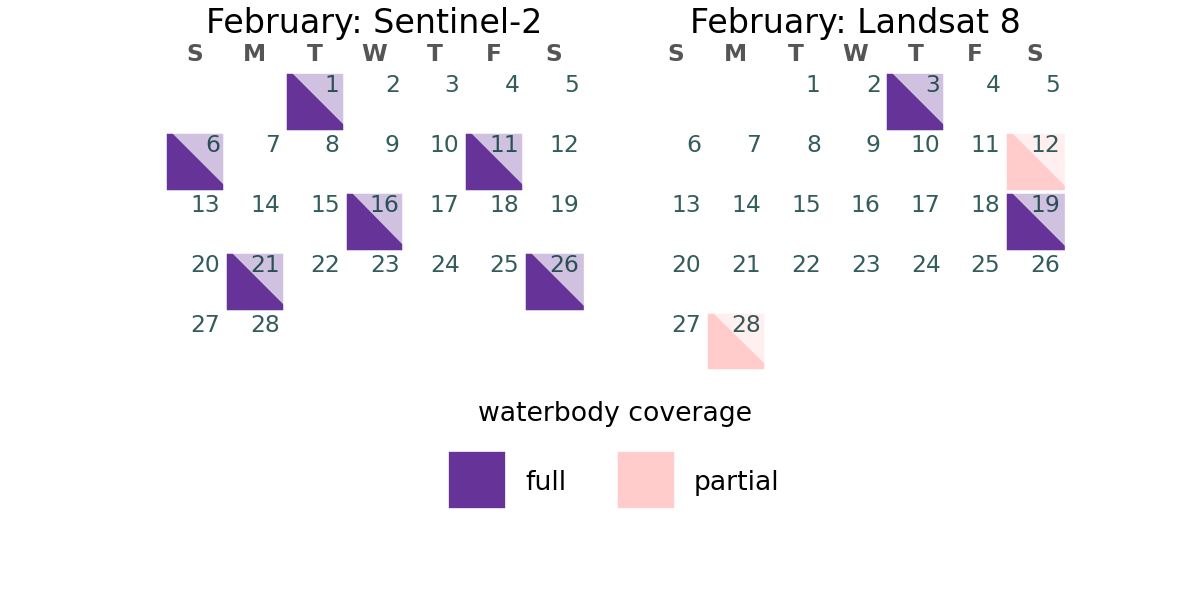 February: Sentinel-2
S M T W T F S
1 2 3 4 5
6 7 8 9 10 11 12
13 14 15 16 17 18 19
20 21 22 23 24 25 26
27 28
February: Landsat 8
S M T W T F S
1 2 3 4 5
6 7 8 9 10 11 12
13 14 15 16 17 18 19
20 21 22 23 24 25 26
27 28
waterbody coverage
full
partial